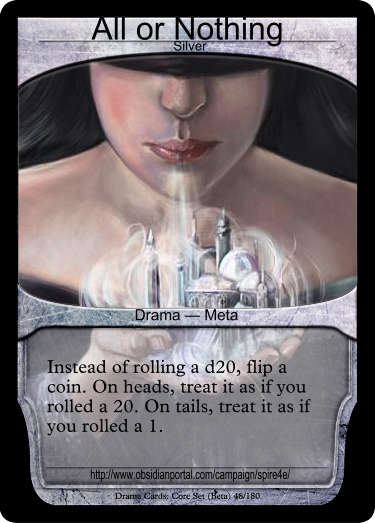 All or Nothing
Silver
Drama — Meta
Instead of rolling a d20, flip a
coin. On heads, treat it as if you
rolled a 20. On tails, treat it as if
you rolled a 1.
http://www.obsidianportal.com/campaign/spire4e/
Drama Cards: Core Set (Beta) 48/180